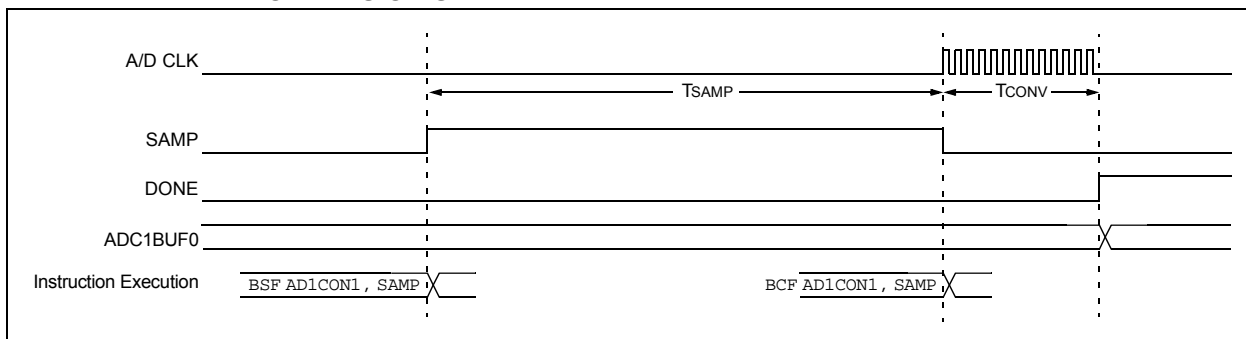 A/D CLK
TSAMP
TCONV
SAMP
DONE
ADC1BUF0
Instruction Execution
BSF AD1CON1, SAMP
BCF AD1CON1, SAMP